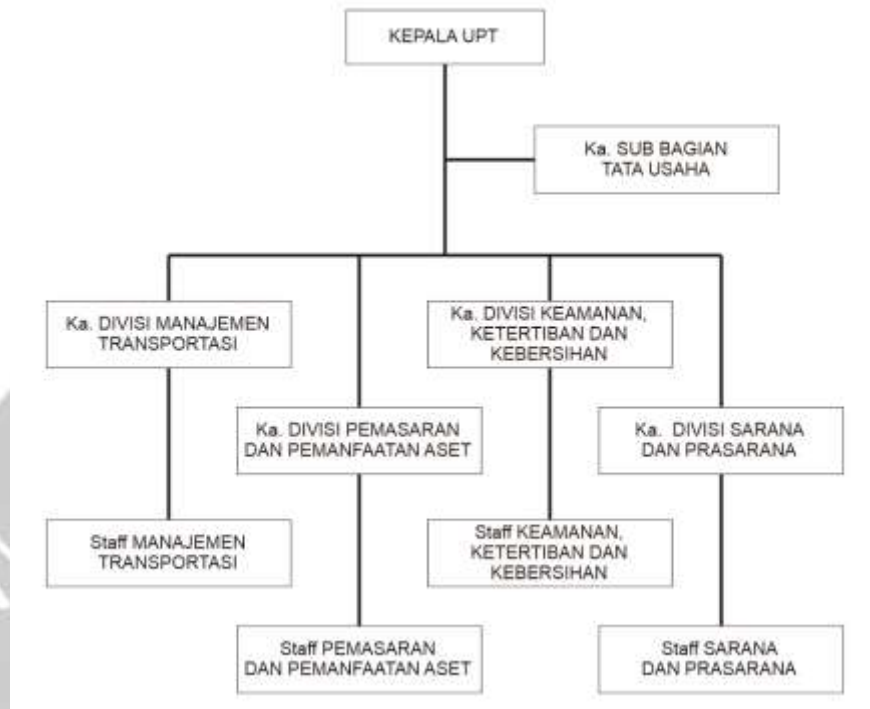 KEPALA UPT
Ka. SUB BAGIAN
TATA USAHA
Ka. DIVISI MANAJEMEN
TRANSPORTASI
Ka. DIVISI KEAMANAN,
KETERTIBAN DAN
KEBERSIHAN
Ka. DIVISI PEMASARAN
DAN PEMANFAATAN ASET
Ka. DIVISI SARANA
DAN PRASARANA
Staff MANAJEMEN
TRANSPORTASI
Staff KEAMANAN,
KETERTIBAN DAN
KEBERSIHAN
Staff PEMASARAN
DAN PEMANFAATAN ASET
Staff SARANA
DAN PRASARANA